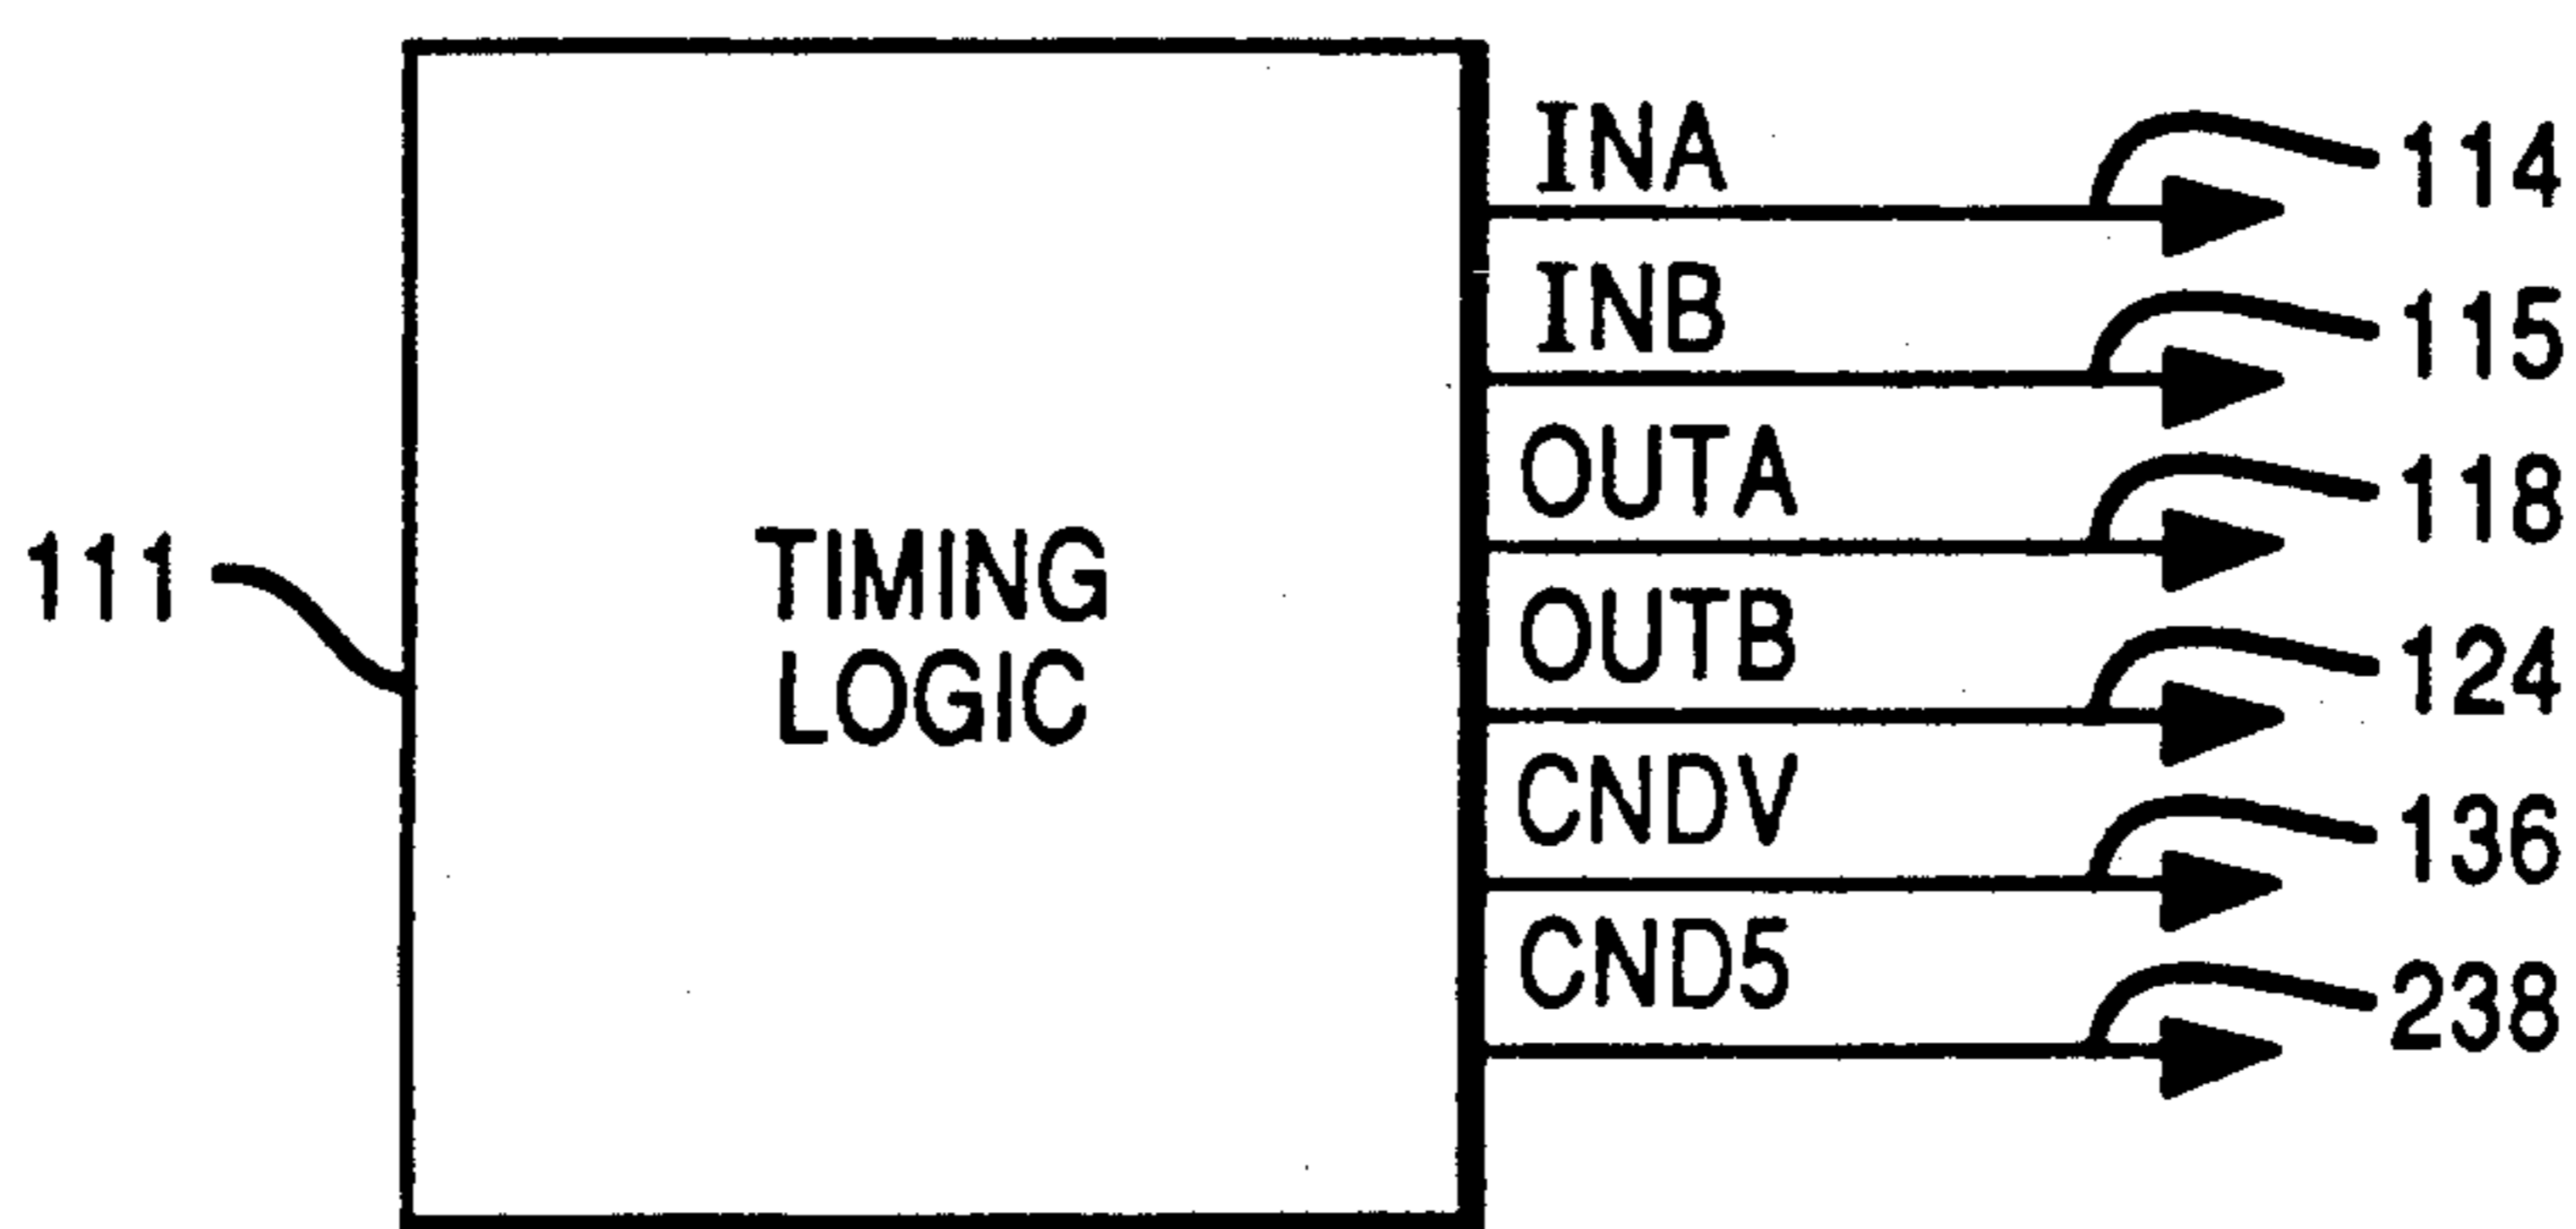 INA
114
INB
115
OUTA
118
111
TIMING
LOGIC
OUTB
124
CNDV
136
CND5
238